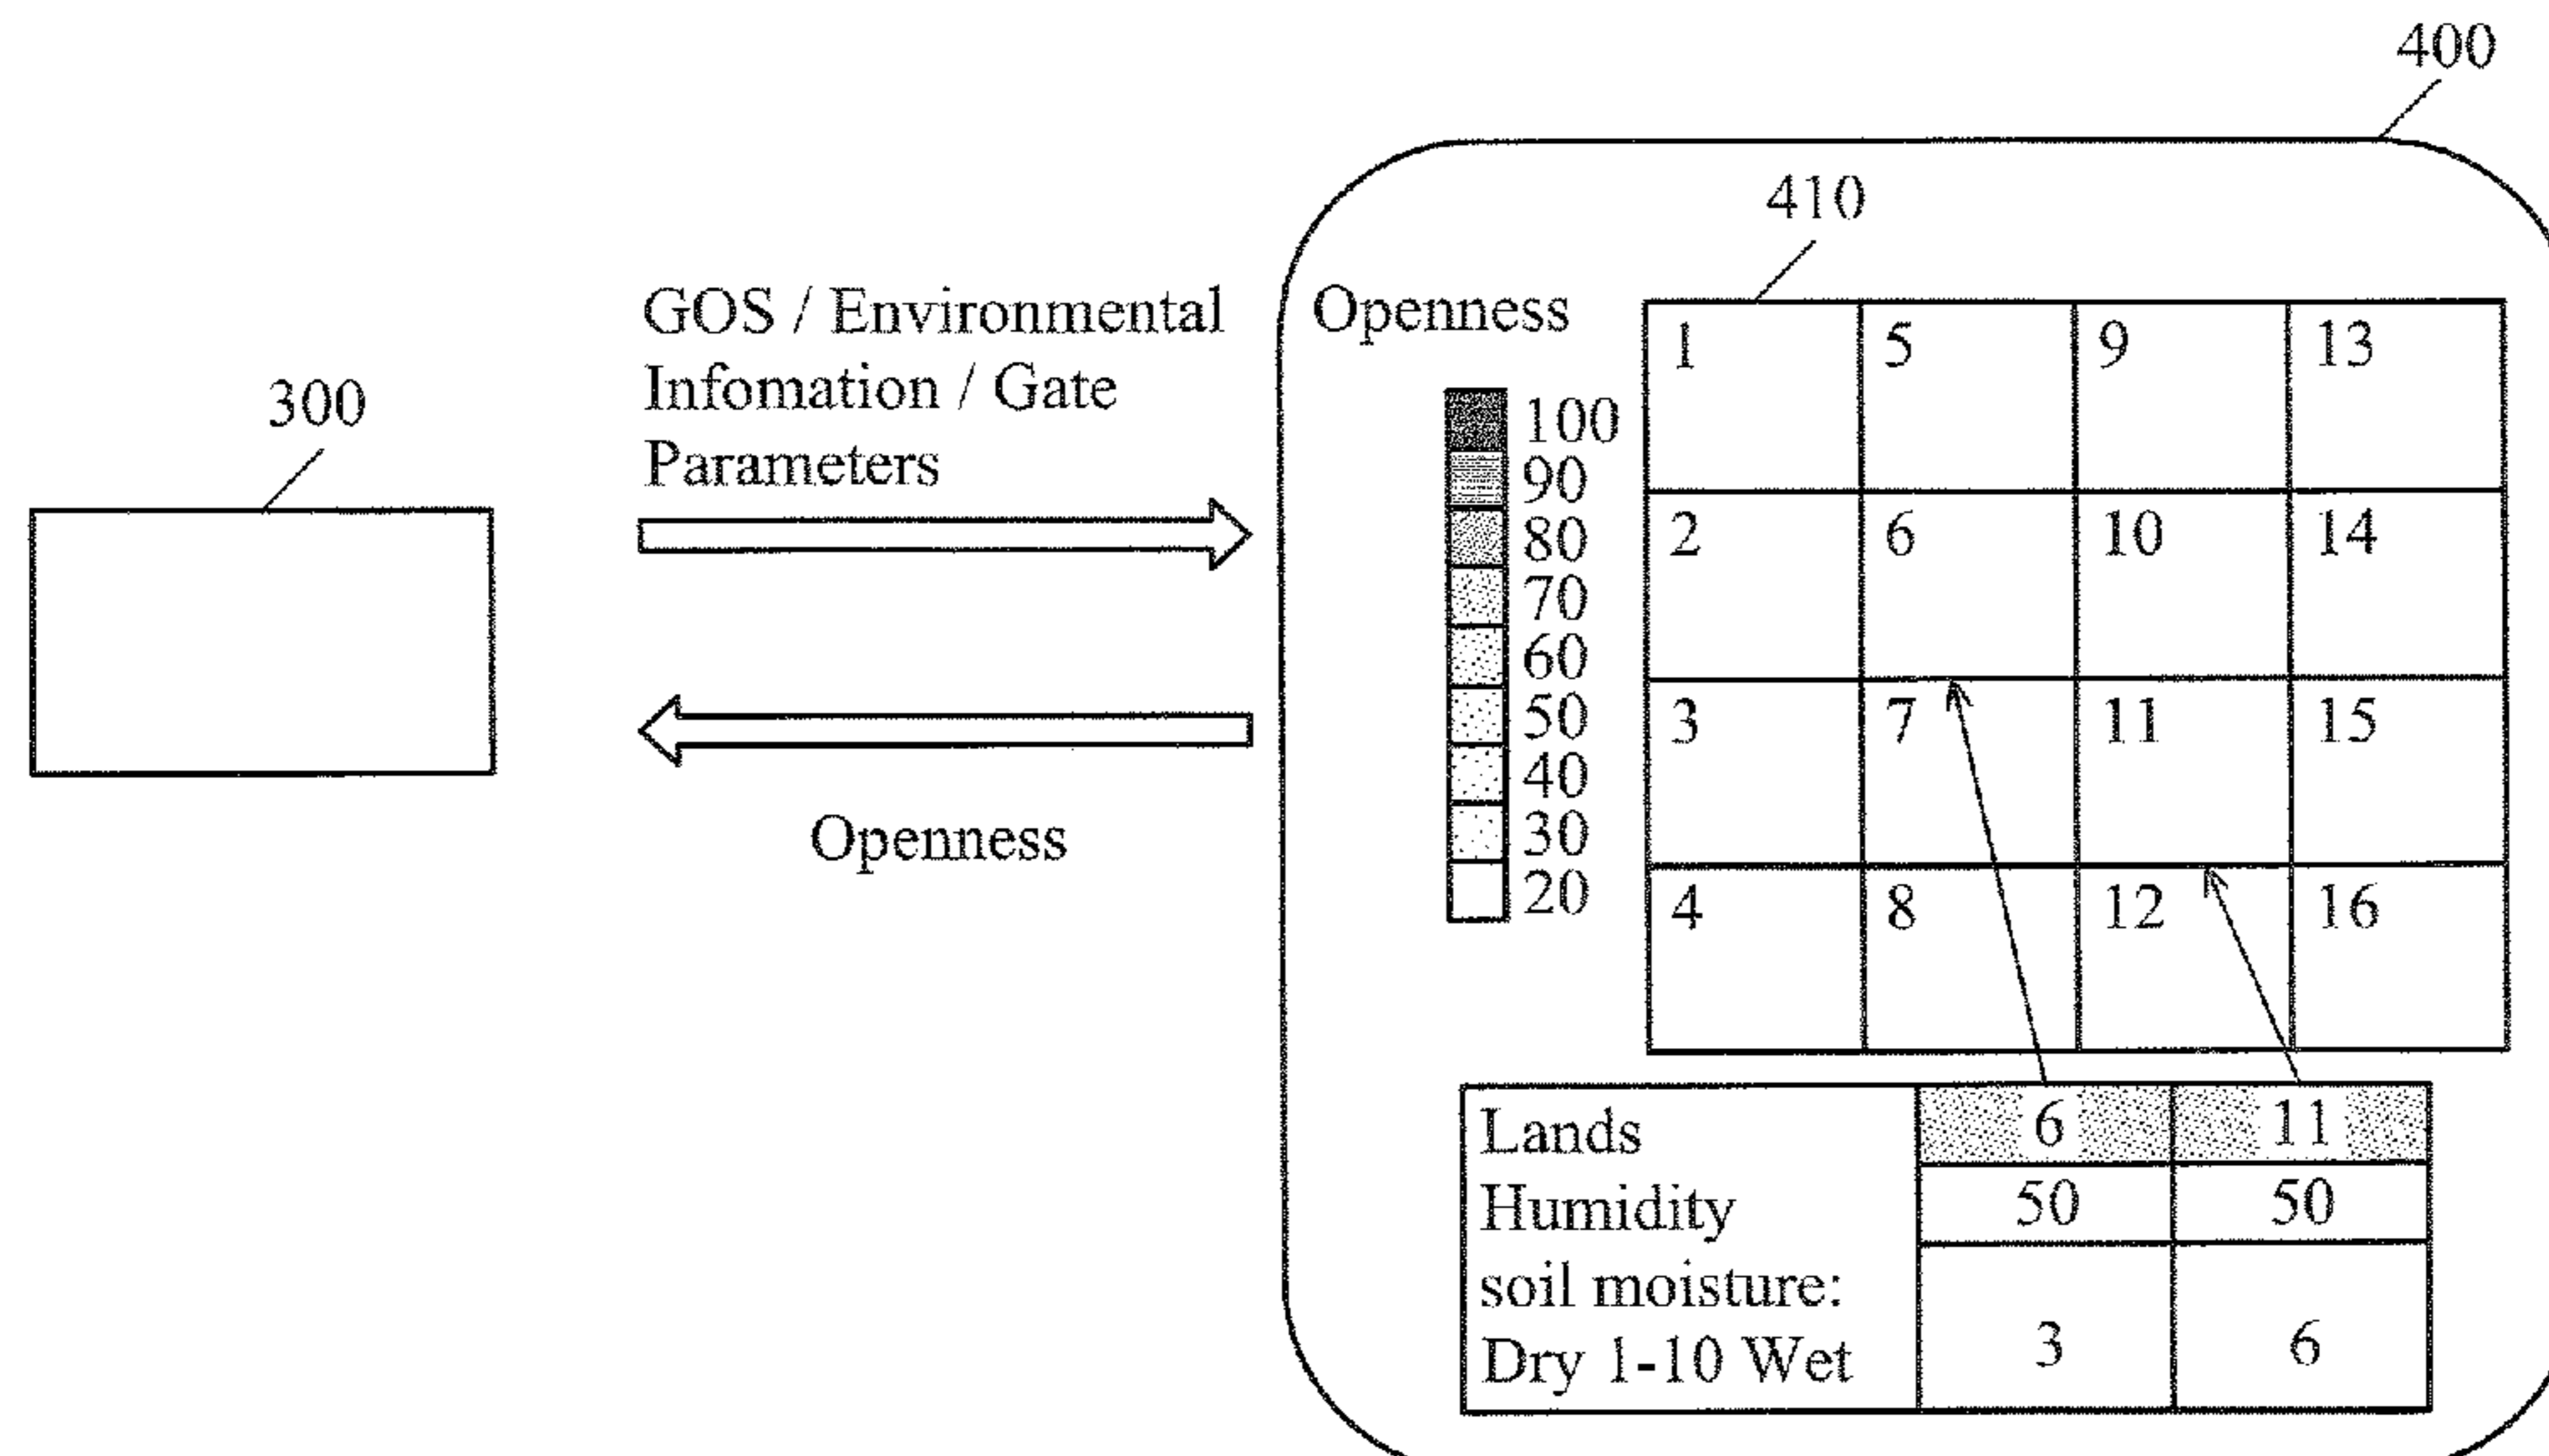 400
410
300
GOS / Environmental
Infomation / Gate
Parameters
Openness
Openness
100
90
80
70
60
50
40
30
20
1 5 9 13
2 6 10 14
3 7 11 15
4 8 12 16
Lands 6 11
Humidity 50 50
soil moisture:
Dry 1-10 Wet 3 6